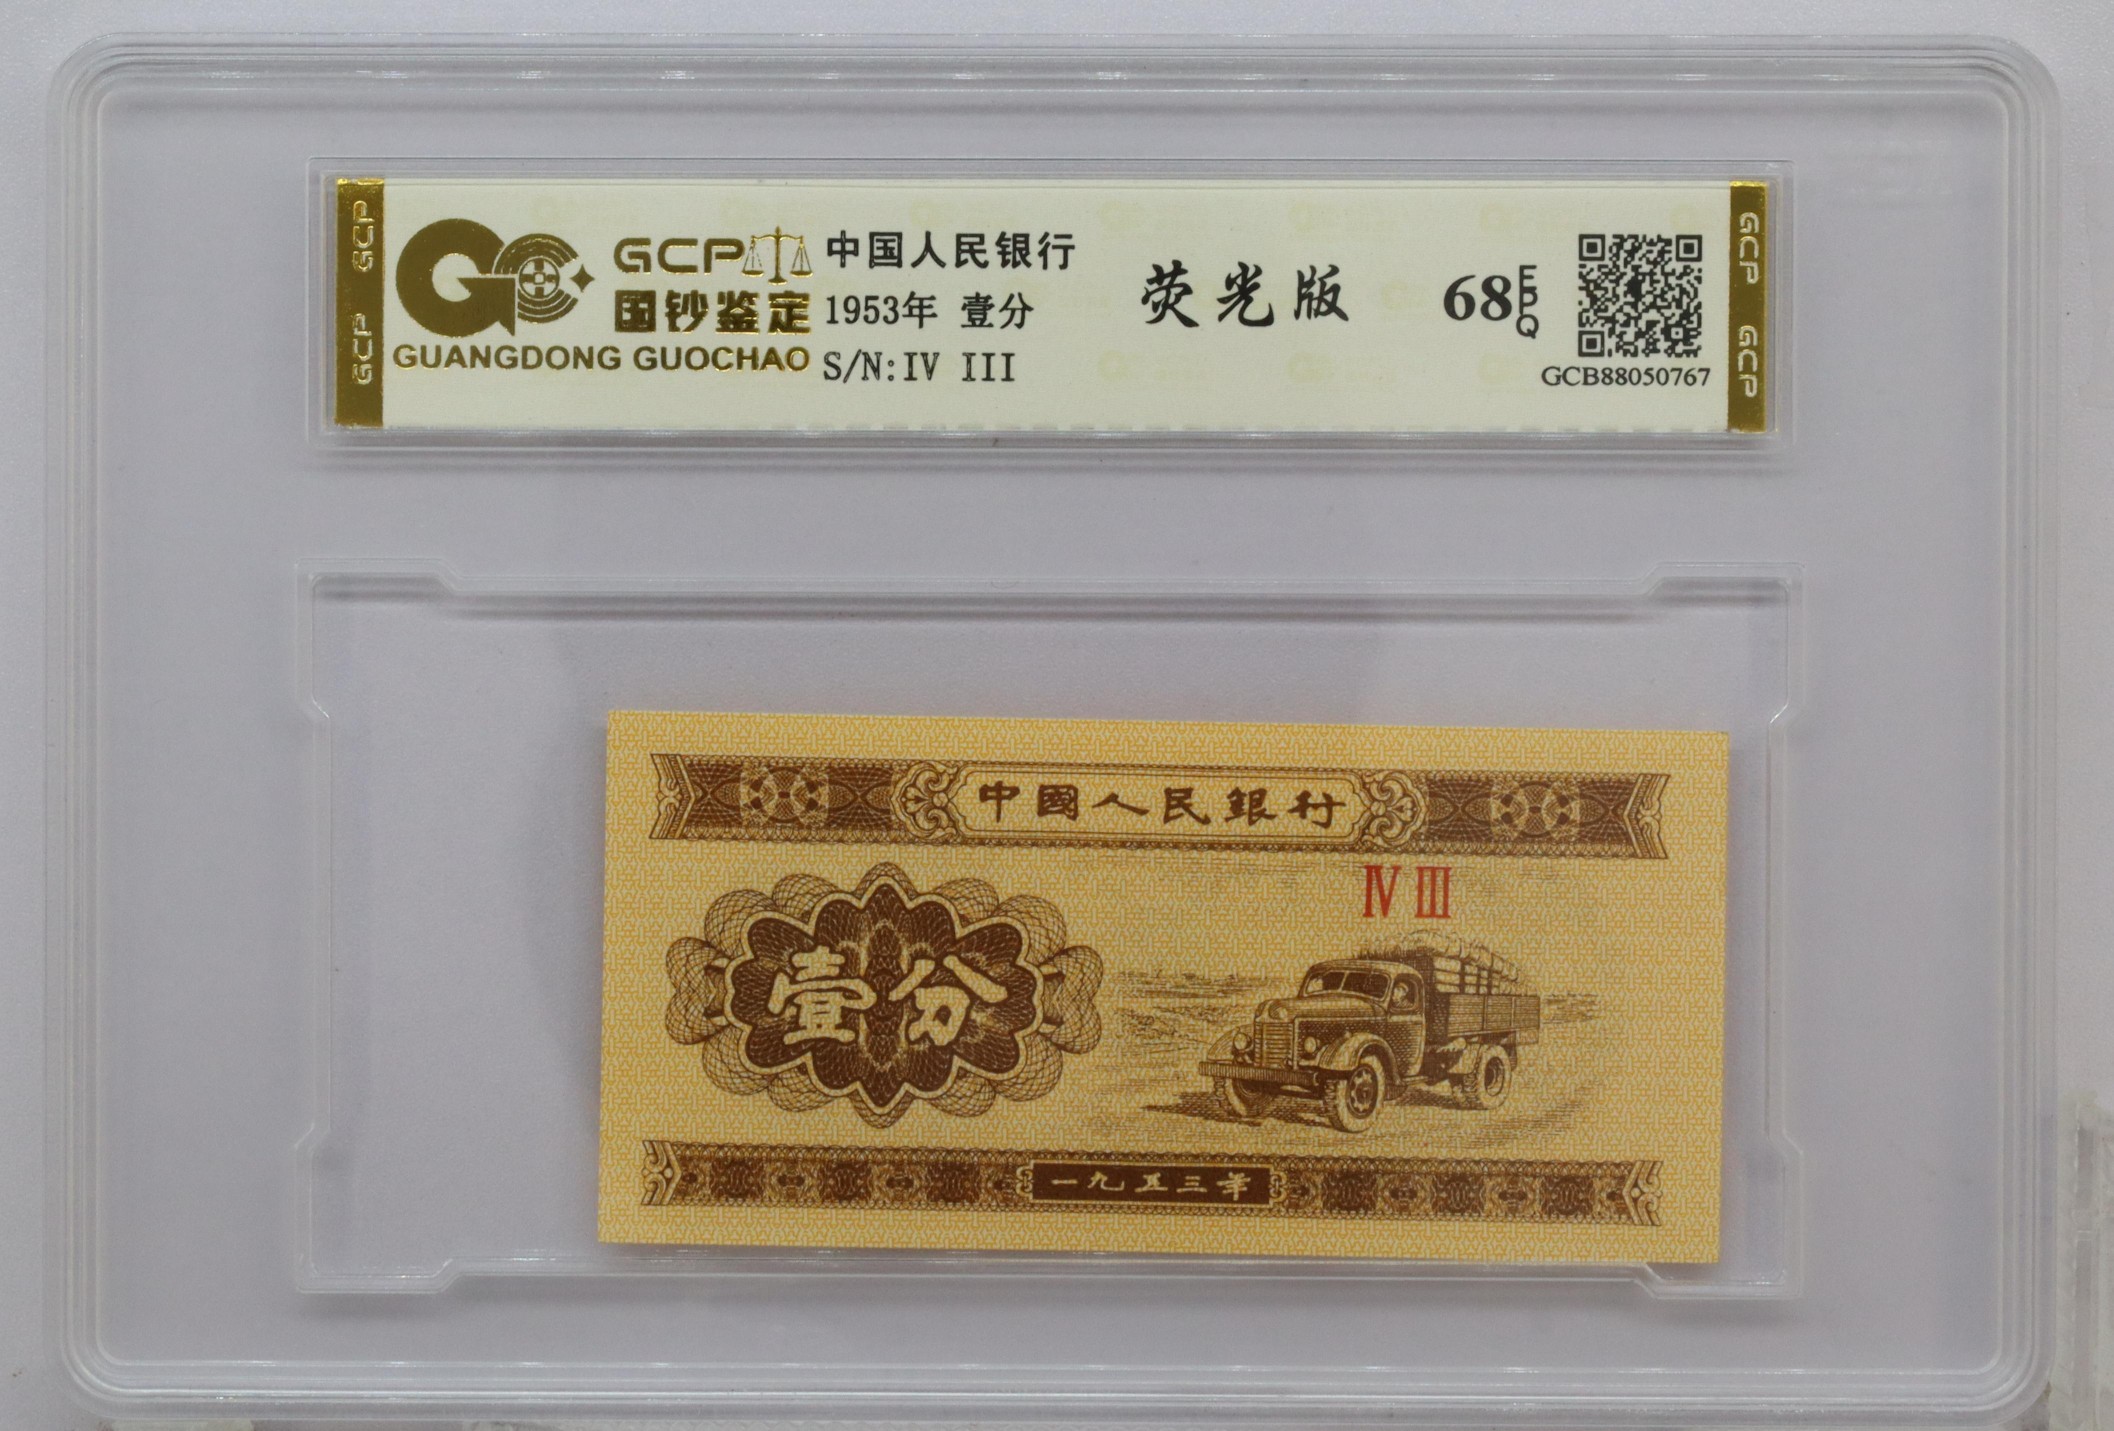 GCP
GCP
GCP
国钞鉴定
GUANGDONG GUOCHAO
中国人民银行
1953年 壹分
S/N:IV III
荧光版
68 EPQ
GCB88050767
GCP
GCP
中國人民銀行
IV III
壹分
一九五三年